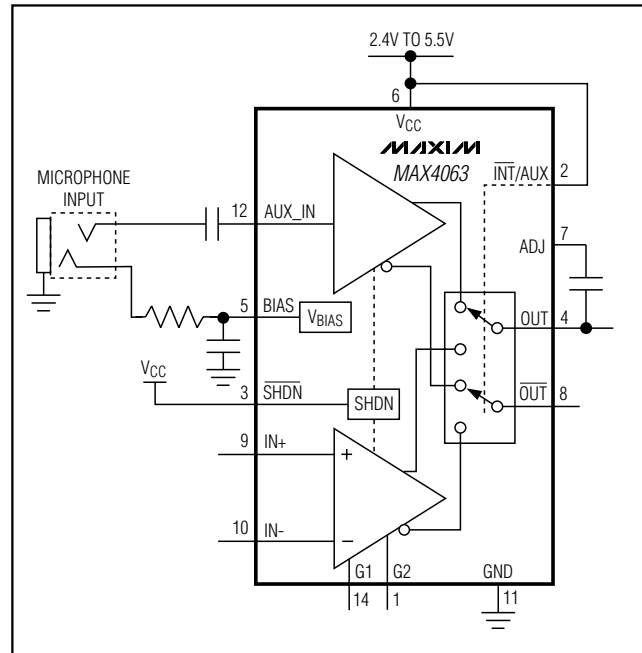 2.4V TO 5.5V
6
VCC
MAXIM
MAX4063
INT/AUX
2
MICROPHONE
INPUT
12
AUX_IN
ADJ
7
5
BIAS
VBIAS
OUT
4
VCC
3
SHDN
SHDN
OUT
8
9
IN+
+
10
IN-
−
G1
G2
GND
14
1
11